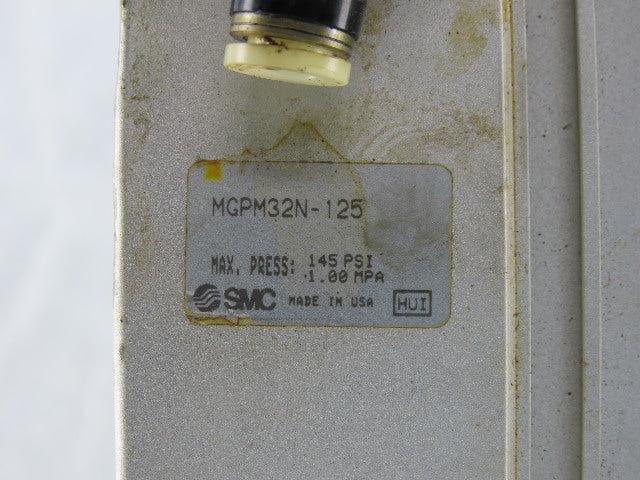 MGPM32N-125
MAX. PRESS: 145 PSI
1.00 MPA
SMC MADE IN USA HUI